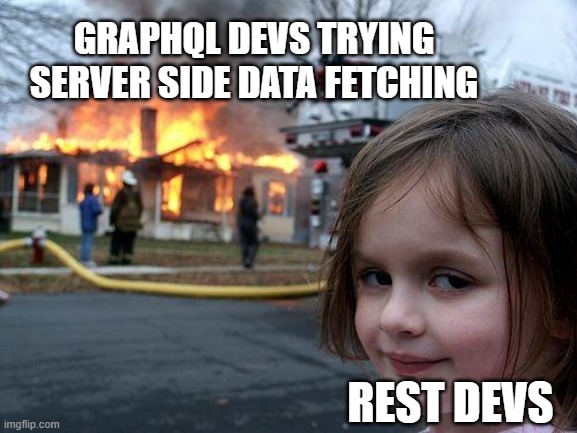 GRAPHQL DEVS TRYING
SERVER SIDE DATA FETCHING
REST DEVS
imgflip.com